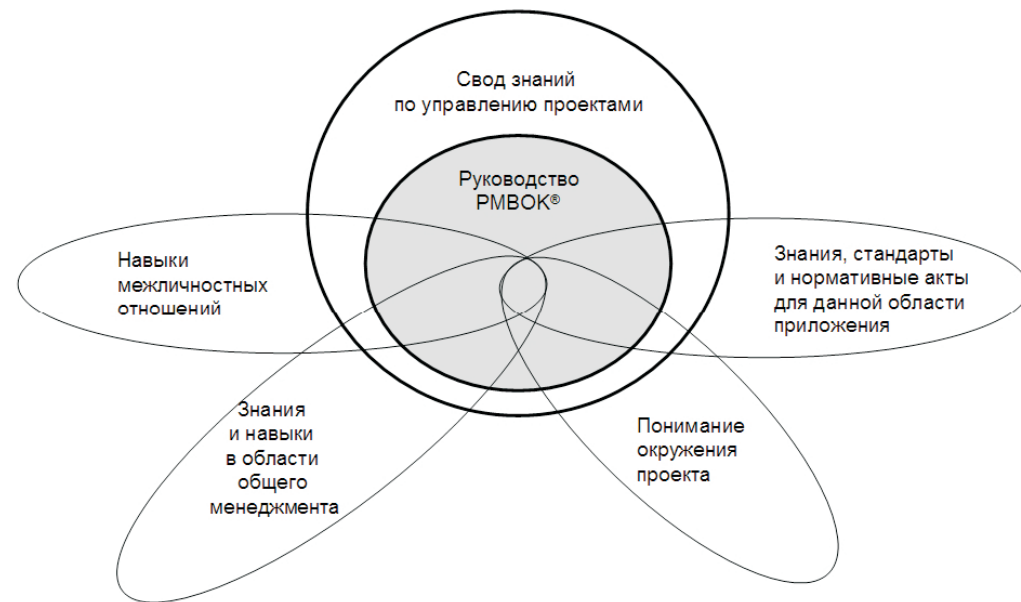 Свод знаний
по управлению проектами
Руководство
PMBOK®
Навыки
межличностных
отношений
Знания, стандарты
и нормативные акты
для данной области
приложения
Знания
и навыки
в области
общего
менеджмента
Понимание
окружения
проекта